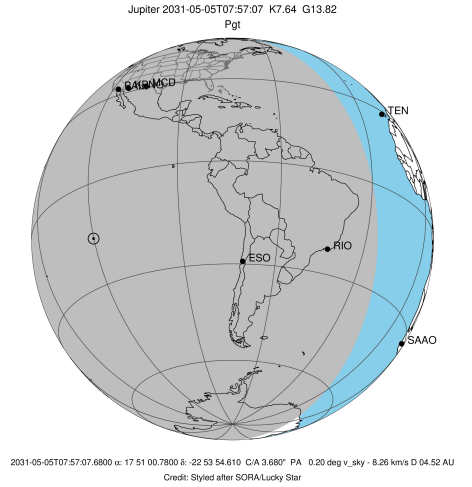 Jupiter 2031-05-05T07:57:07 K7.64 G13.82
Pgt
MCD
TEN
RIO
ESO
SAAO
2031-05-05T07:57:07.6800 α: 17 51 00.7800 δ: -22 53 54.610 C/A 3.680" PA 0.20 deg v_sky - 8.26 km/s D 04.52 AU
Credit: Styled after SORA/Lucky Star